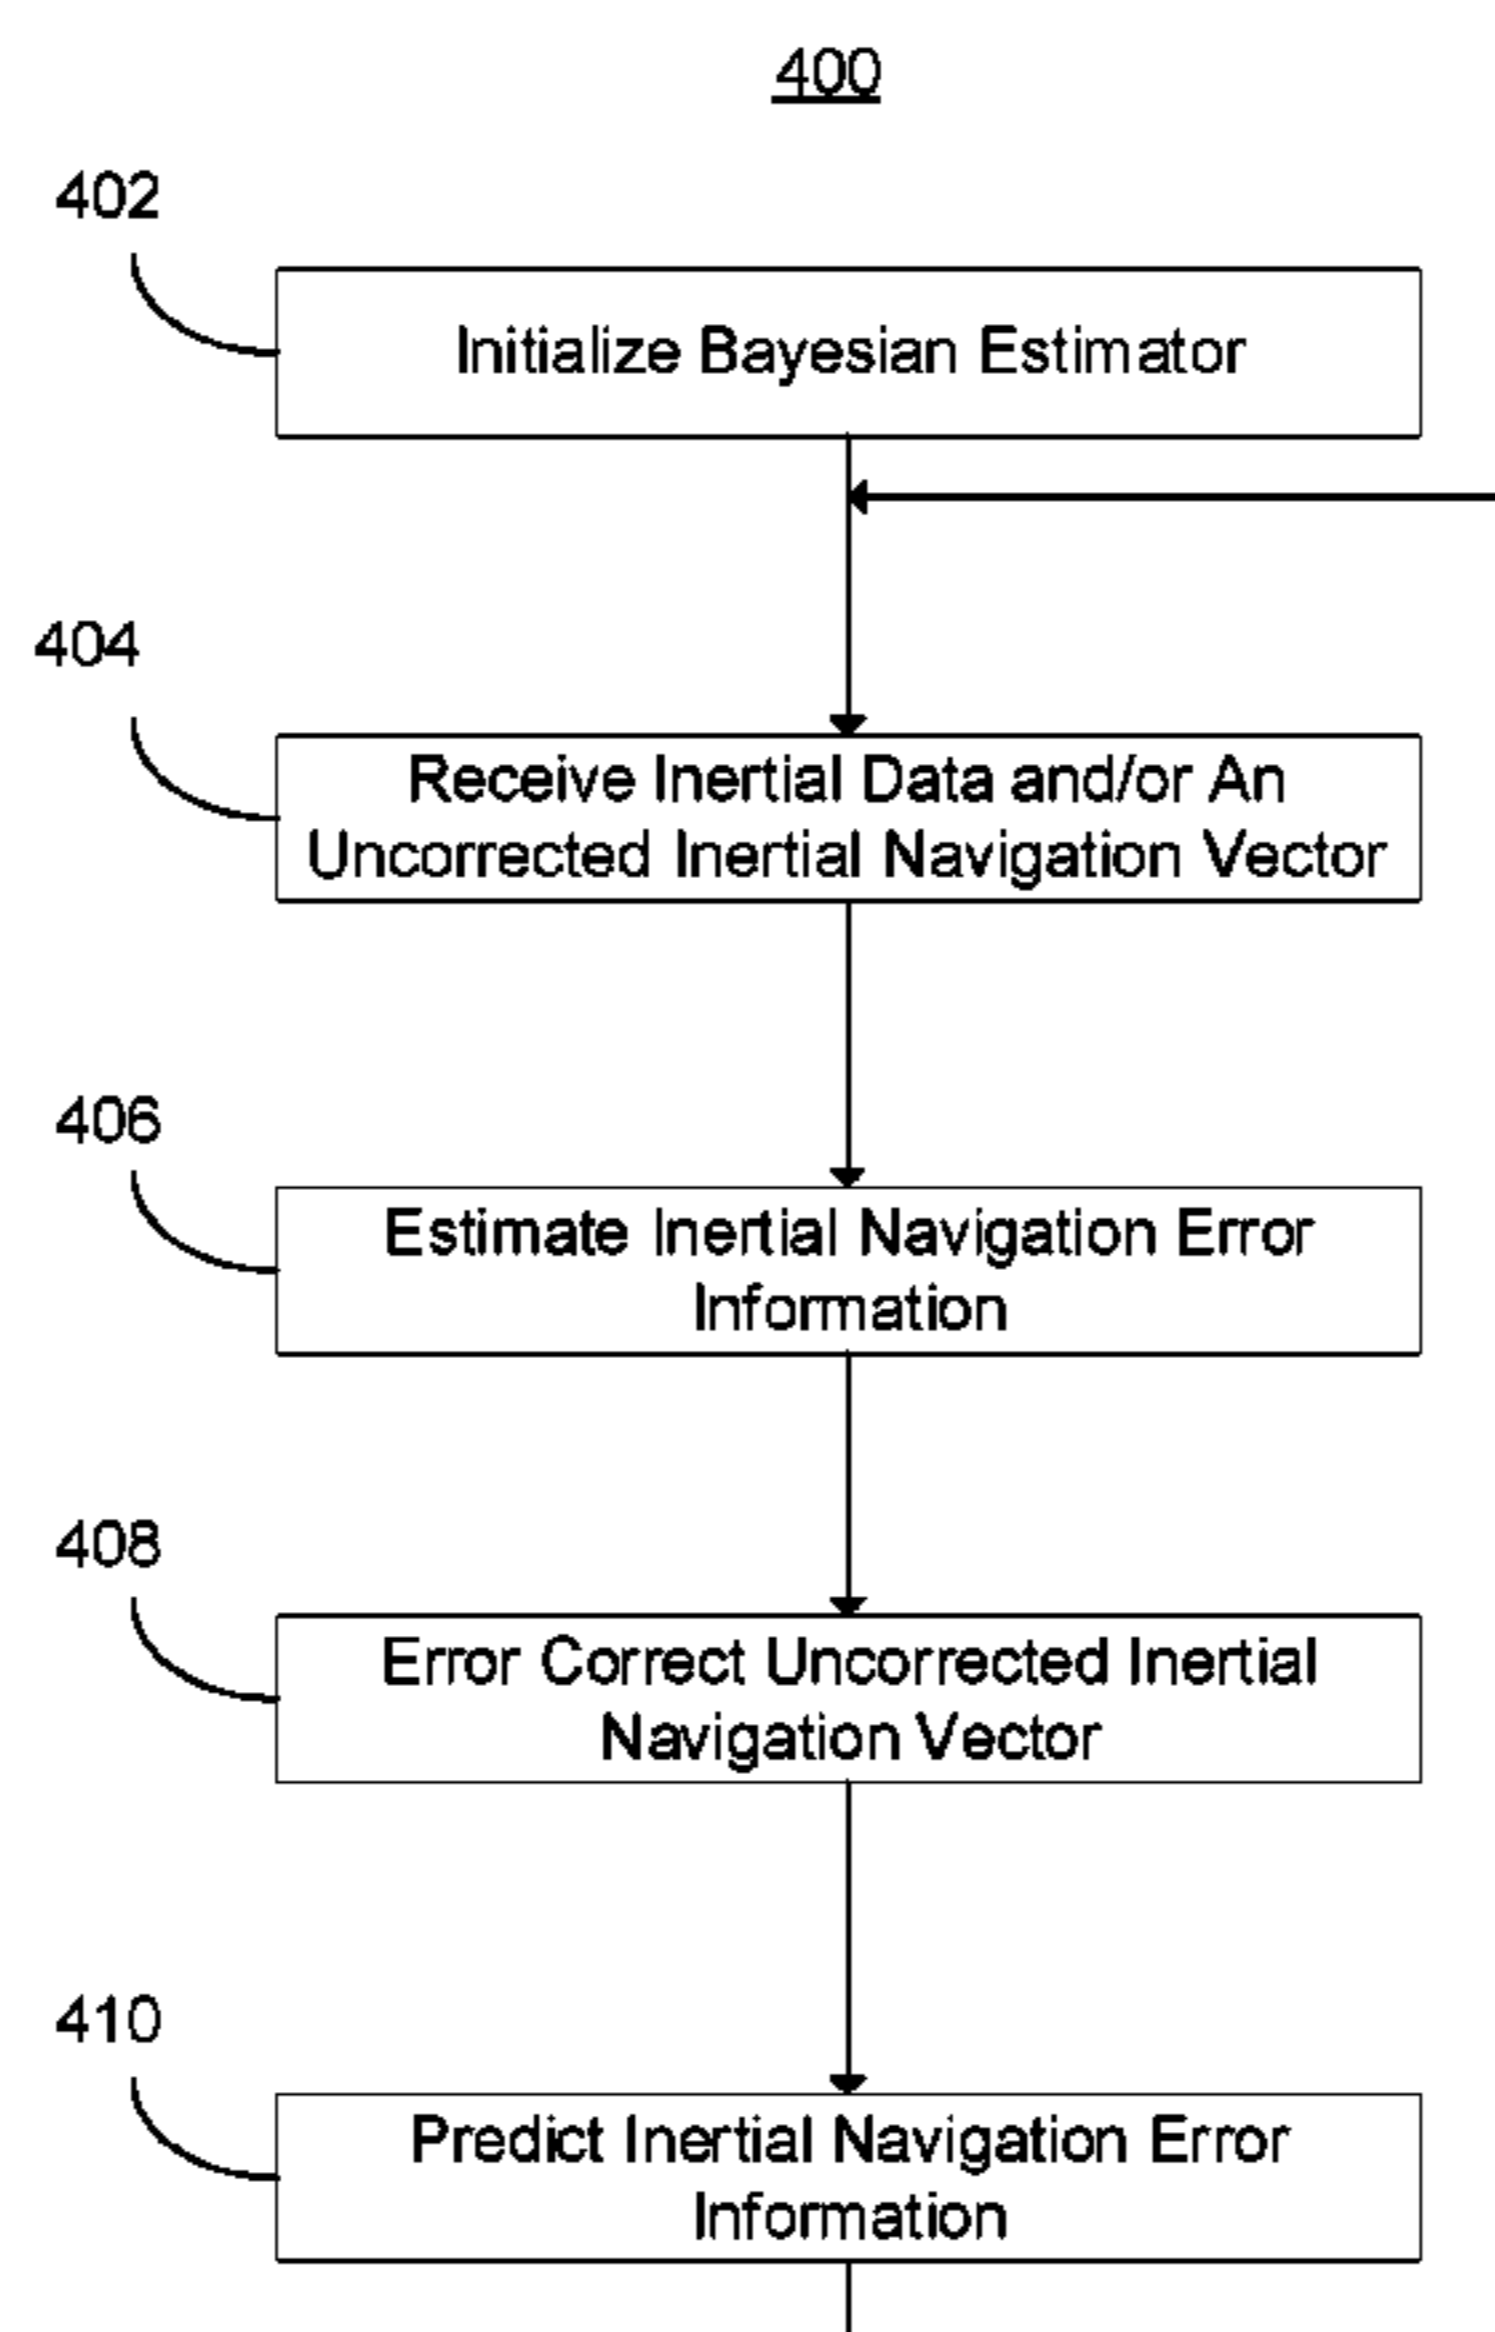 400
402
Initialize Bayesian Estimator
404
Receive Inertial Data and/or An
Uncorrected Inertial Navigation Vector
406
Estimate Inertial Navigation Error
Information
408
Error Correct Uncorrected Inertial
Navigation Vector
410
Predict Inertial Navigation Error
Information